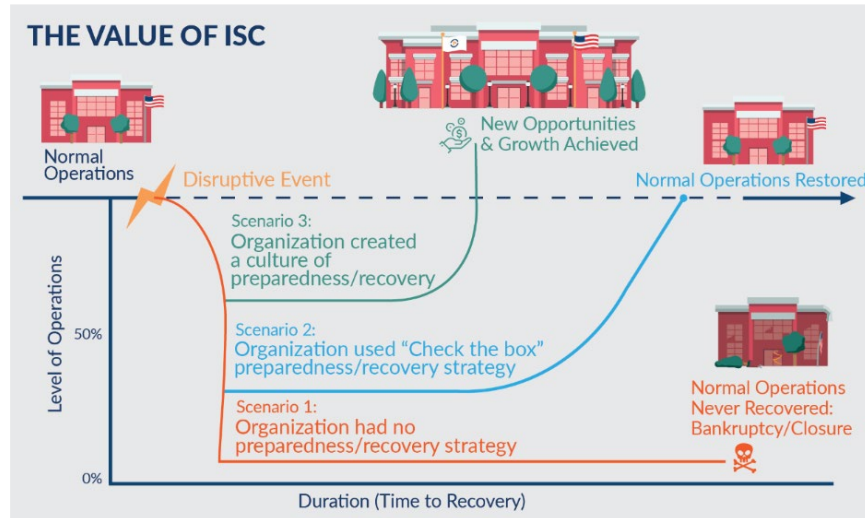 THE VALUE OF ISC
Normal
Operations
Disruptive Event
New Opportunities
& Growth Achieved
Normal Operations Restored
Scenario 3:
Organization created
a culture of
preparedness/recovery
Scenario 2:
Organization used “Check the box”
preparedness/recovery strategy
Scenario 1:
Organization had no
preparedness/recovery strategy
Normal Operations
Never Recovered:
Bankruptcy/Closure
Level of Operations
50%
0%
Duration (Time to Recovery)